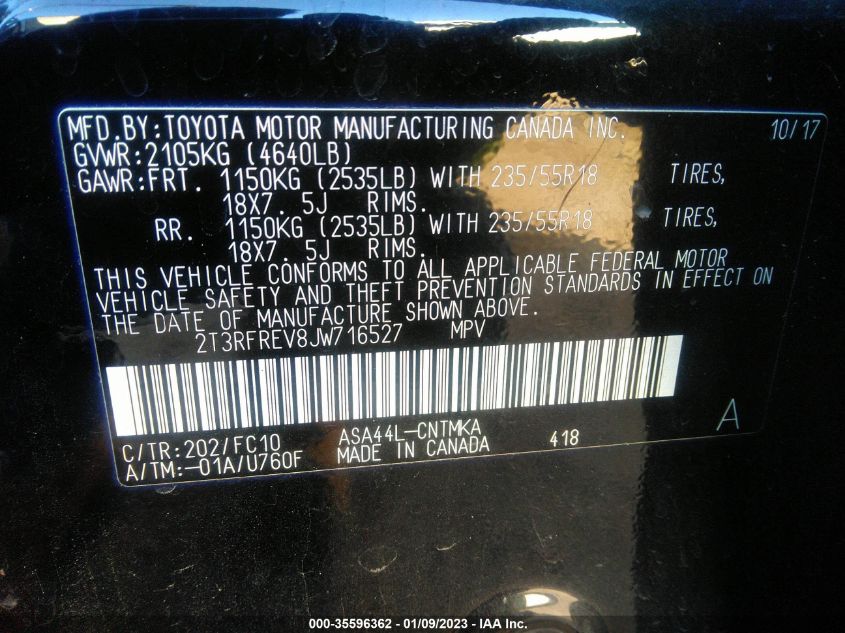 MFD.BY:TOYOTA MOTOR MANUFACTURING CANADA INC. 10/17
GVWR:2105KG (4640LB)
GAWR:FRT. 1150KG (2535LB) WITH 235/55R18 TIRES,
18X7. 5J RIMS.
RR. 1150KG (2535LB) WITH 235/55R18 TIRES,
18X7. 5J RIMS.
THIS VEHICLE CONFORMS TO ALL APPLICABLE FEDERAL MOTOR
VEHICLE SAFETY AND THEFT PREVENTION STANDARDS IN EFFECT ON
THE DATE OF MANUFACTURE SHOWN ABOVE.
2T3RFREV8JW716527 MPV
A
C/TR:202/FC10 ASA44L-CNTMKA 418
A/TM:-01A/U760F MADE IN CANADA
000-35596362 - 01/09/2023 - IAA Inc.